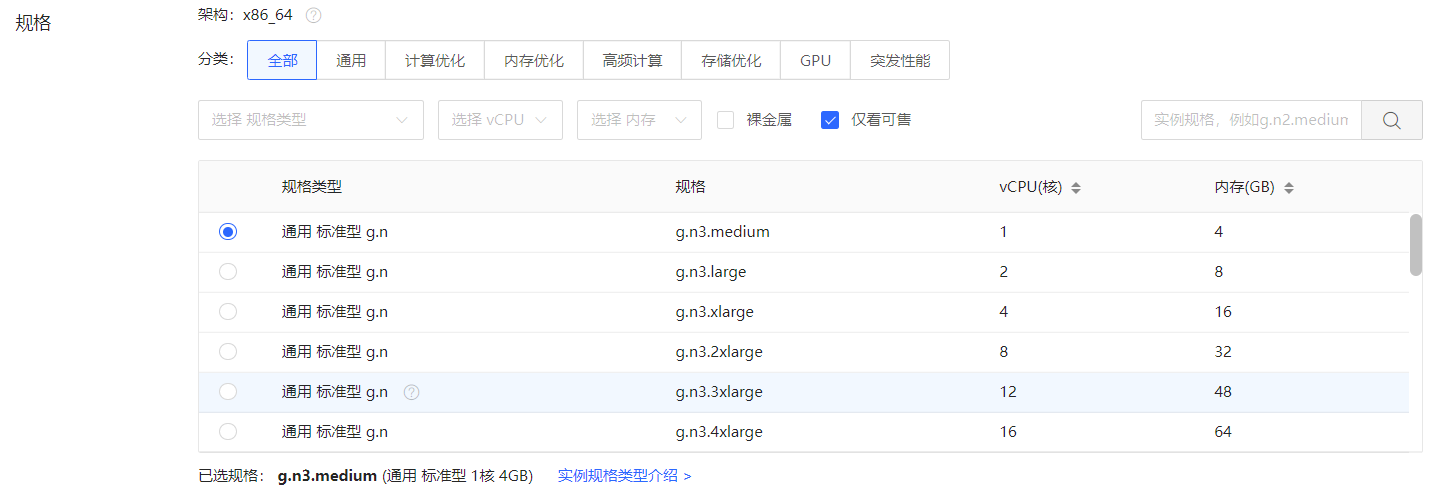 规格
架构：x86_64 ?
分类： 全部 通用 计算优化 内存优化 高频计算 存储优化 GPU 突发性能
选择 规格类型 选择 vCPU 选择 内存 裸金属 仅看可售 实例规格，例如g.n2.medium
规格类型 规格 vCPU(核) 内存(GB)
通用 标准型 g.n g.n3.medium 1 4
通用 标准型 g.n g.n3.large 2 8
通用 标准型 g.n g.n3.xlarge 4 16
通用 标准型 g.n g.n3.2xlarge 8 32
通用 标准型 g.n ? g.n3.3xlarge 12 48
通用 标准型 g.n g.n3.4xlarge 16 64
已选规格： g.n3.medium (通用 标准型 1核 4GB) 实例规格类型介绍 >